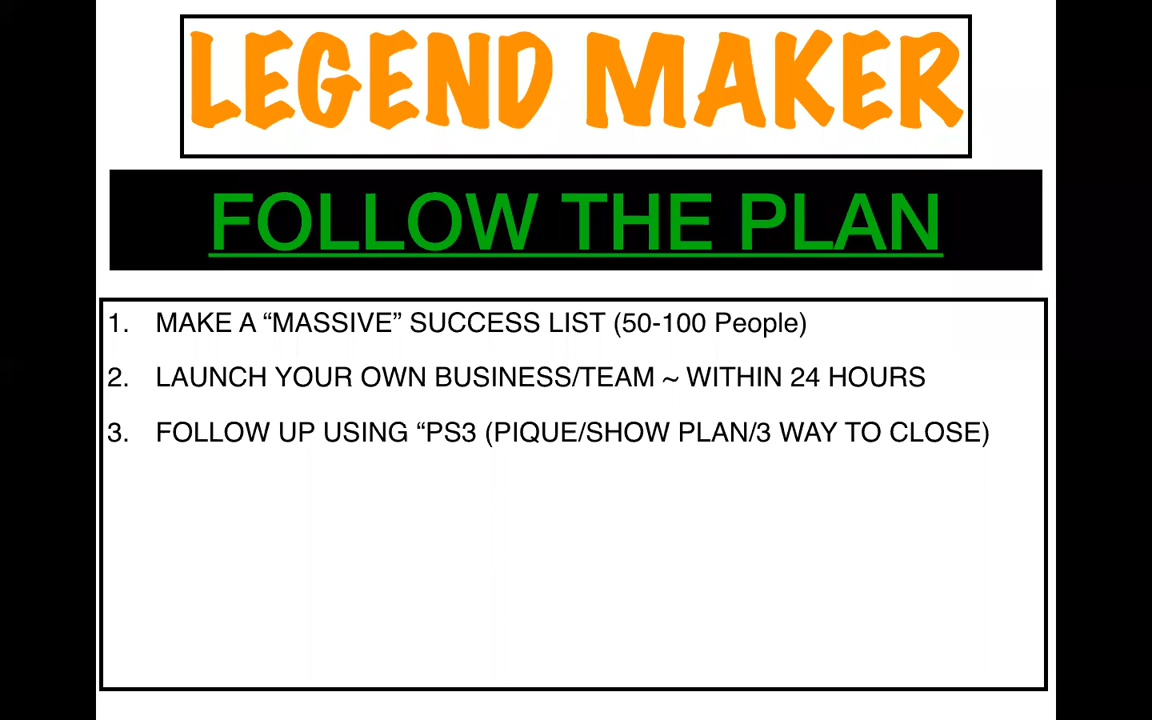 LEGEND MAKER
FOLLOW THE PLAN
1. MAKE A “MASSIVE” SUCCESS LIST (50-100 People)
2. LAUNCH YOUR OWN BUSINESS/TEAM ~ WITHIN 24 HOURS
3. FOLLOW UP USING “PS3 (PIQUE/SHOW PLAN/3 WAY TO CLOSE)